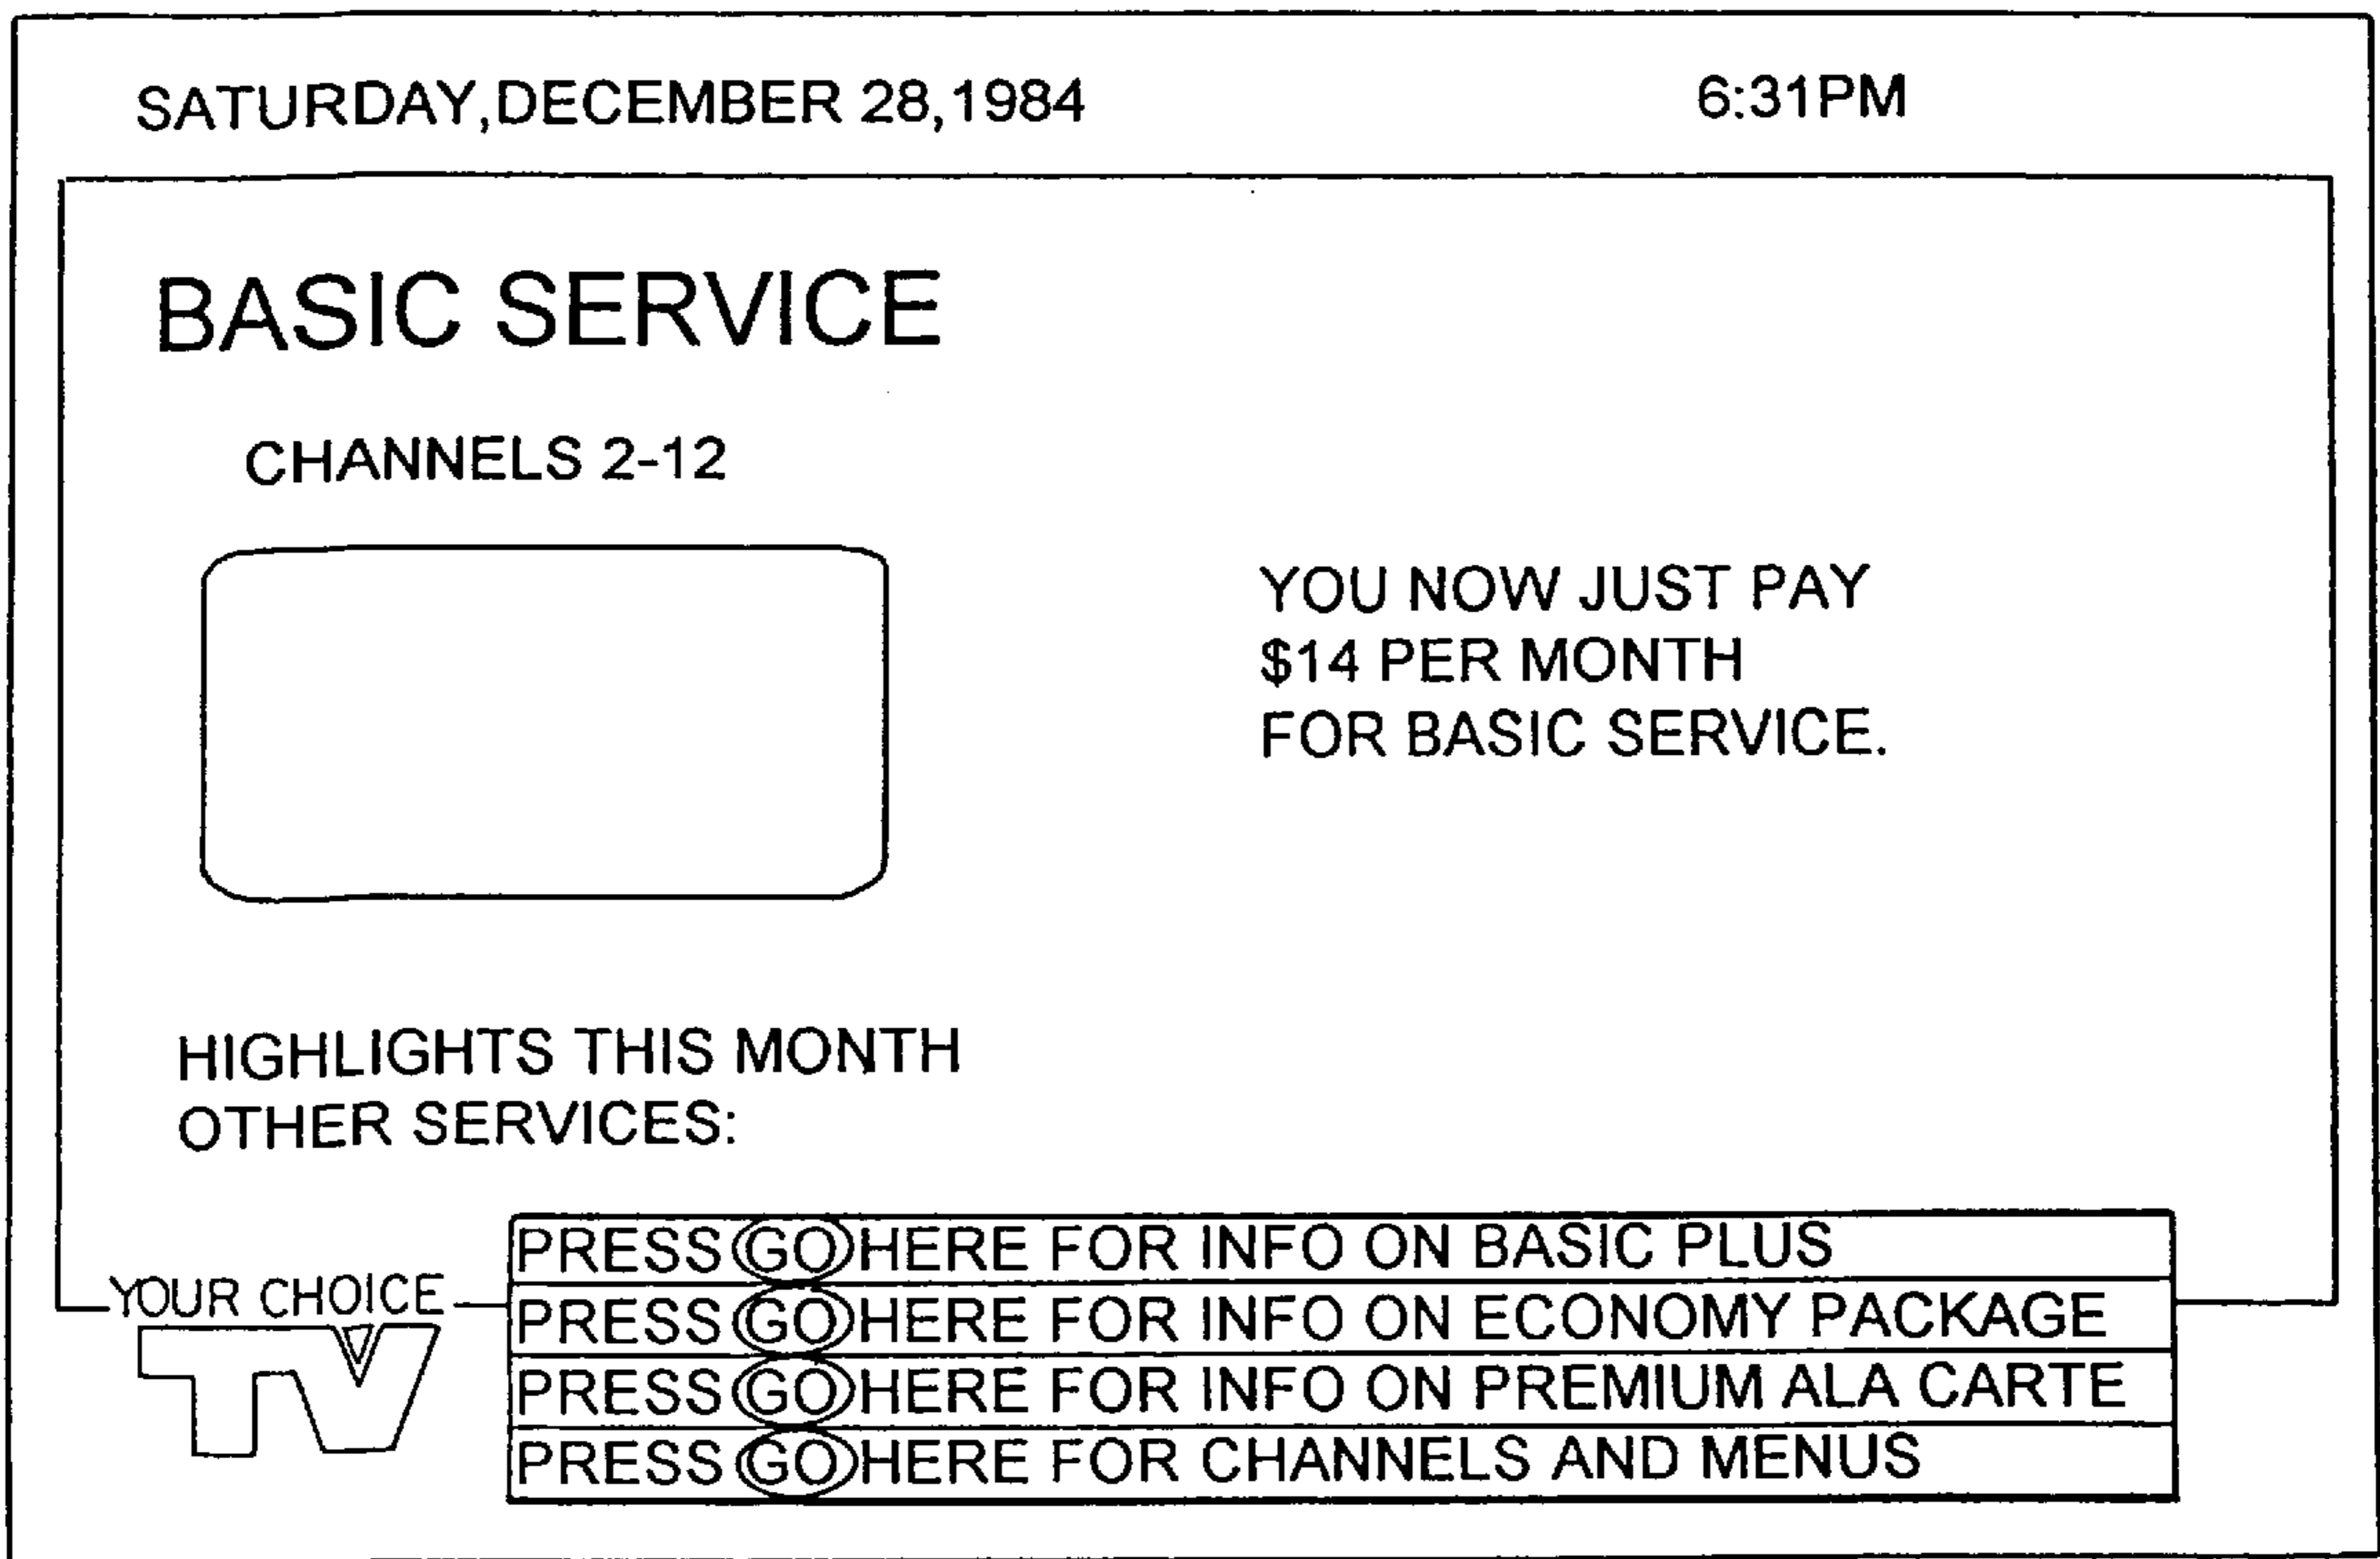 SATURDAY,DECEMBER 28,1984 6:31PM
BASIC SERVICE
CHANNELS 2-12
YOU NOW JUST PAY
$14 PER MONTH
FOR BASIC SERVICE.
HIGHLIGHTS THIS MONTH
OTHER SERVICES:
YOUR CHOICE
TV
PRESS GO HERE FOR INFO ON BASIC PLUS
PRESS GO HERE FOR INFO ON ECONOMY PACKAGE
PRESS GO HERE FOR INFO ON PREMIUM ALA CARTE
PRESS GO HERE FOR CHANNELS AND MENUS